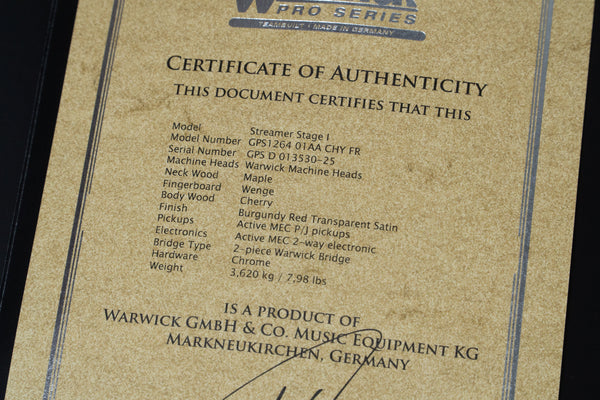 WARWICK
PRO SERIES
TEAMBUILT • MADE IN GERMANY
CERTIFICATE OF AUTHENTICITY
THIS DOCUMENT CERTIFIES THAT THIS
Model Streamer Stage I
Model Number GPS1264 01AA CHY FR
Serial Number GPS D 013530-25
Machine Heads Warwick Machine Heads
Neck Wood Maple
Fingerboard Wenge
Body Wood Cherry
Finish Burgundy Red Transparent Satin
Pickups Active MEC P/J pickups
Electronics Active MEC 2-way electronic
Bridge Type 2-piece Warwick Bridge
Hardware Chrome
Weight 3,620 kg / 7,98 lbs
IS A PRODUCT OF
WARWICK GMBH & CO. MUSIC EQUIPMENT KG
MARKNEUKIRCHEN, GERMANY